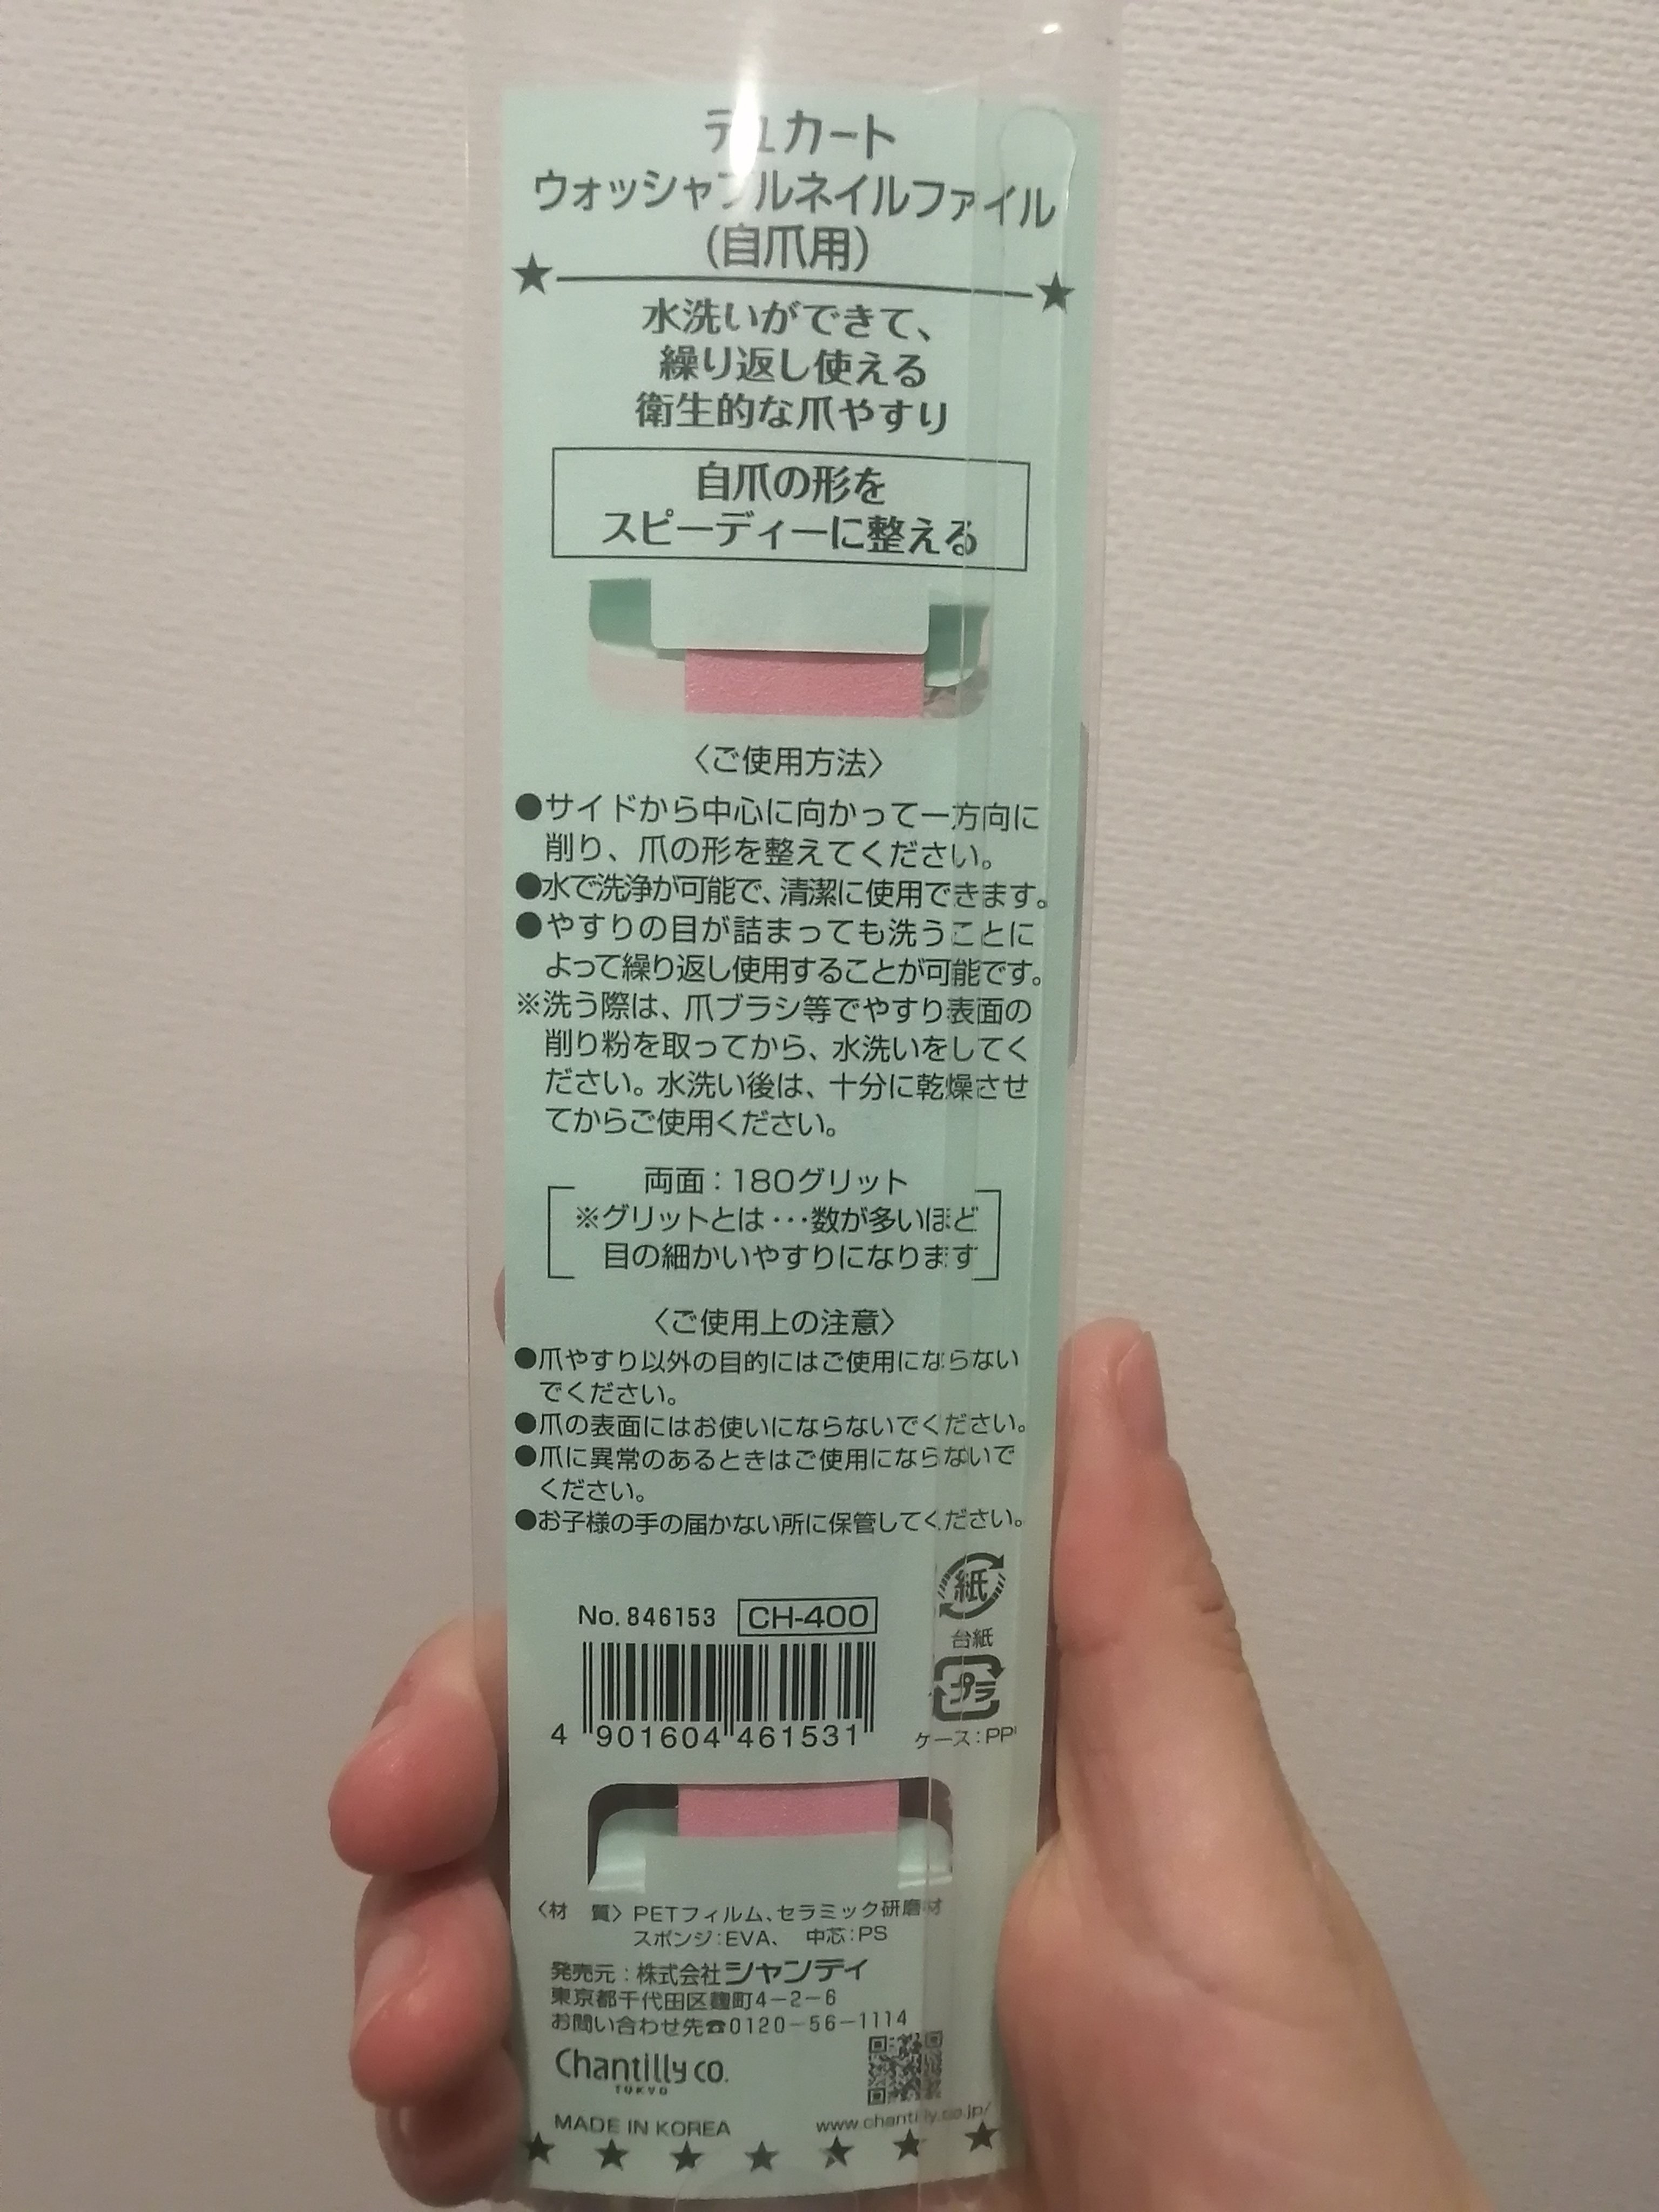 デュカート
ウォッシャブルネイルファイル
(自爪用)
水洗いができて、
繰り返し使える
衛生的な爪やすり
自爪の形を
スピーディーに整える
〈ご使用方法〉
●サイドから中心に向かって一方向に
削り、爪の形を整えてください。
●水で洗浄が可能で、清潔に使用できます。
●やすりの目が詰まっても洗うことに
よって繰り返し使用することが可能です。
※洗う際は、爪ブラシ等でやすり表面の
削り粉を取ってから、水洗いをしてく
ださい。水洗い後は、十分に乾燥させ
てからご使用ください。
両面：180グリット
※グリットとは･･･数が多いほど
目の細かいやすりになります
〈ご使用上の注意〉
●爪やすり以外の目的にはご使用にならない
でください。
●爪の表面にはお使いにならないでください。
●爪に異常のあるときはご使用にならないで
ください。
●お子様の手の届かない所に保管してください。
紙
台紙
No. 846153 CH-400
プラ
ケース：PP
4 901604 461531
〈材　質〉PETフィルム、セラミック研磨材
スポンジ：EVA、 中芯：PS
発売元：株式会社シャンティ
東京都千代田区麹町4－2－6
お問い合わせ先☎0120－56－1114
Chantilly co.
TOKYO
MADE IN KOREA
www.chantilly.co.jp/